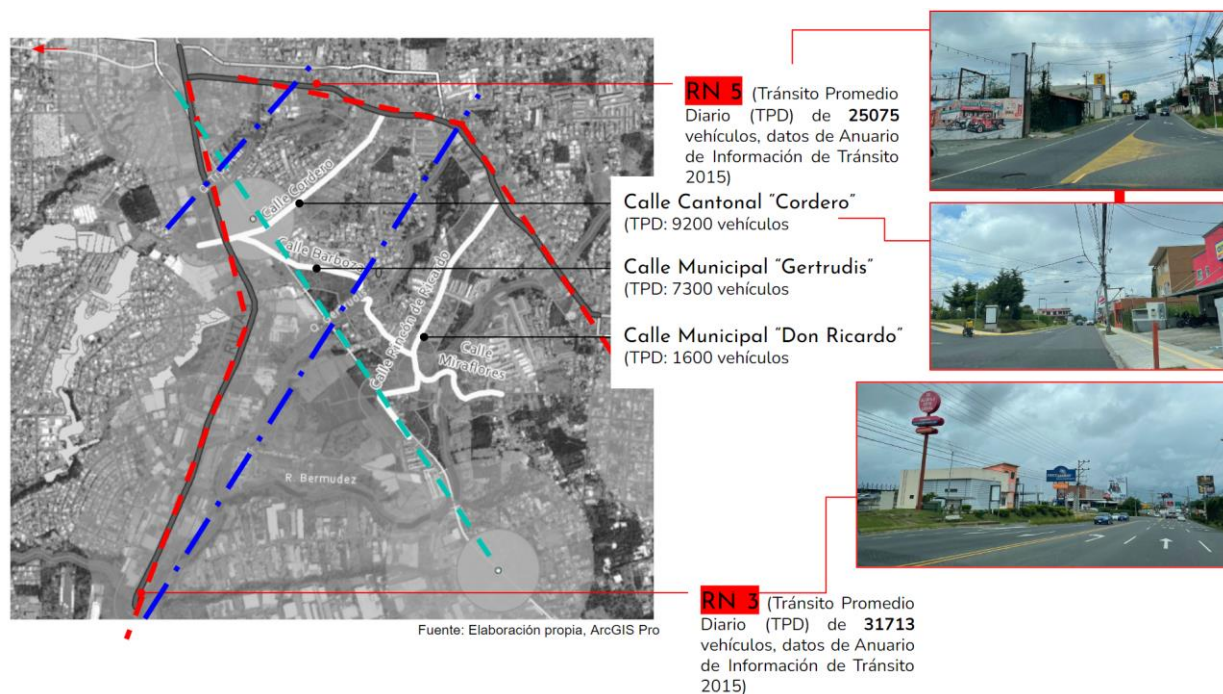 RN 5 (Tránsito Promedio
Diario (TPD) de 25075
vehículos, datos de Anuario
de Información de Tránsito
2015)
Calle Cantonal “Cordero”
(TPD: 9200 vehículos
Calle Municipal “Gertrudis”
(TPD: 7300 vehículos
Calle Municipal “Don Ricardo”
(TPD: 1600 vehículos
Calle Cordero
Calle Barboza
Calle Rincón de Ricardo
Calle
Miraflores
R. Bermudez
Fuente: Elaboración propia, ArcGIS Pro
RN 3 (Tránsito Promedio
Diario (TPD) de 31713
vehículos, datos de Anuario
de Información de Tránsito
2015)